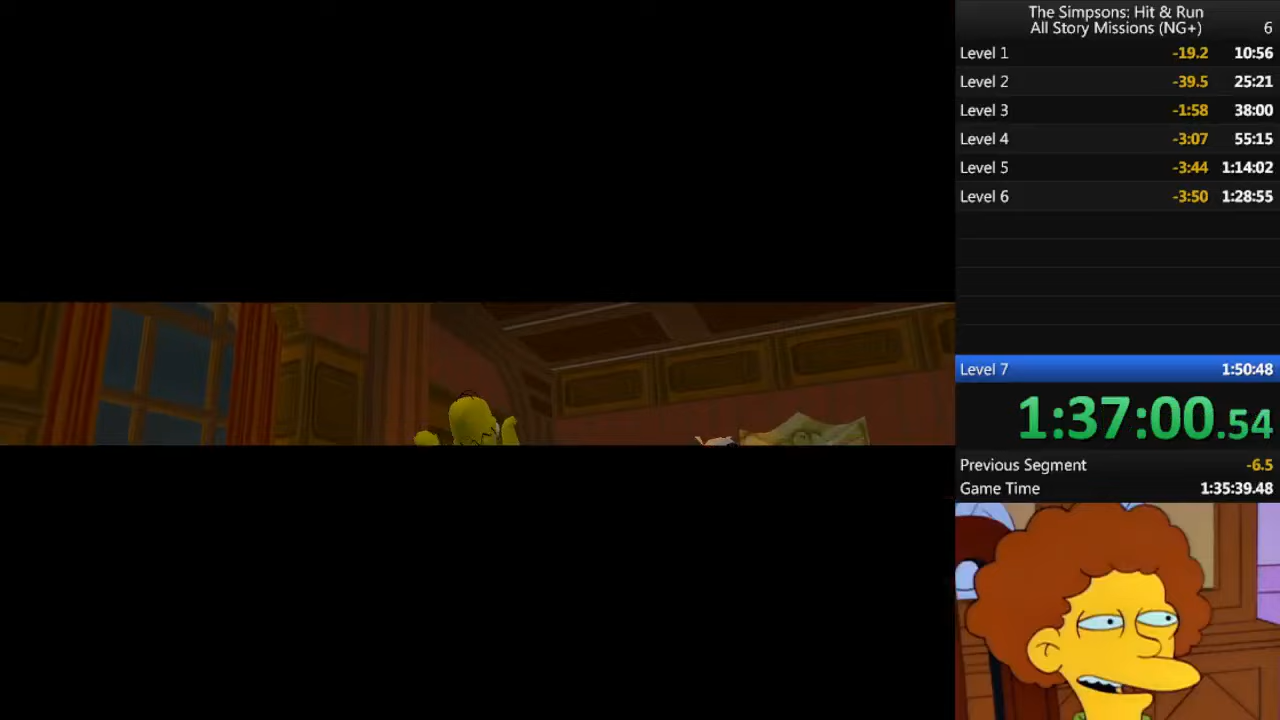 The Simpsons: Hit & Run
All Story Missions (NG+) 6
Level 1 -19.2 10:56
Level 2 -39.5 25:21
Level 3 -1:58 38:00
Level 4 -3:07 55:15
Level 5 -3:44 1:14:02
Level 6 -3:50 1:28:55
Level 7 1:50:48
1:37:00.54
Previous Segment -6.5
Game Time 1:35:39.48